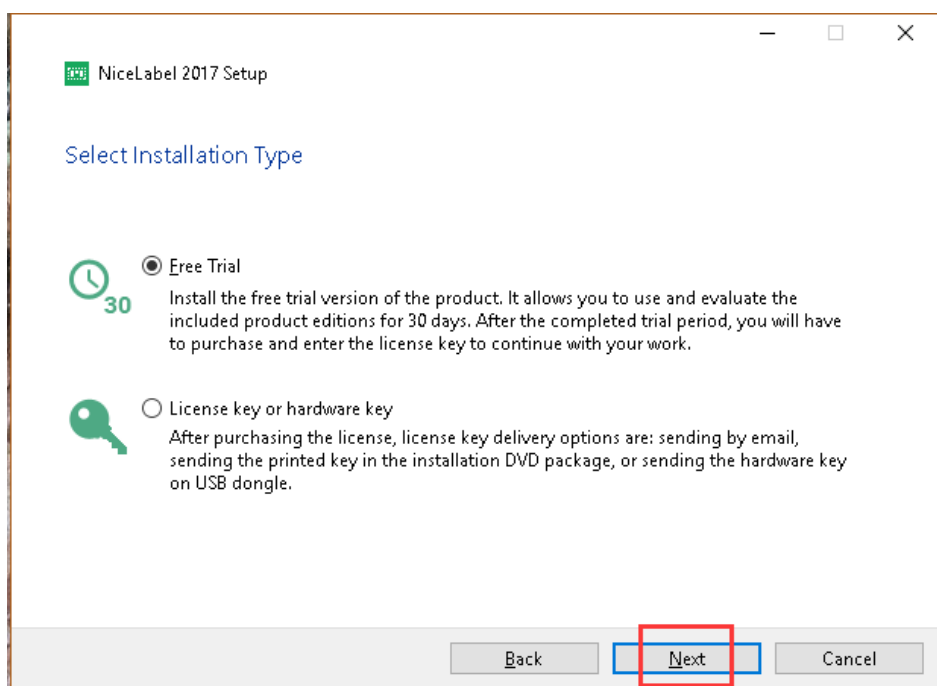 NiceLabel 2017 Setup
Select Installation Type
Free Trial
30
Install the free trial version of the product. It allows you to use and evaluate the
included product editions for 30 days. After the completed trial period, you will have
to purchase and enter the license key to continue with your work.
License key or hardware key
After purchasing the license, license key delivery options are: sending by email,
sending the printed key in the installation DVD package, or sending the hardware key
on USB dongle.
Back Next Cancel